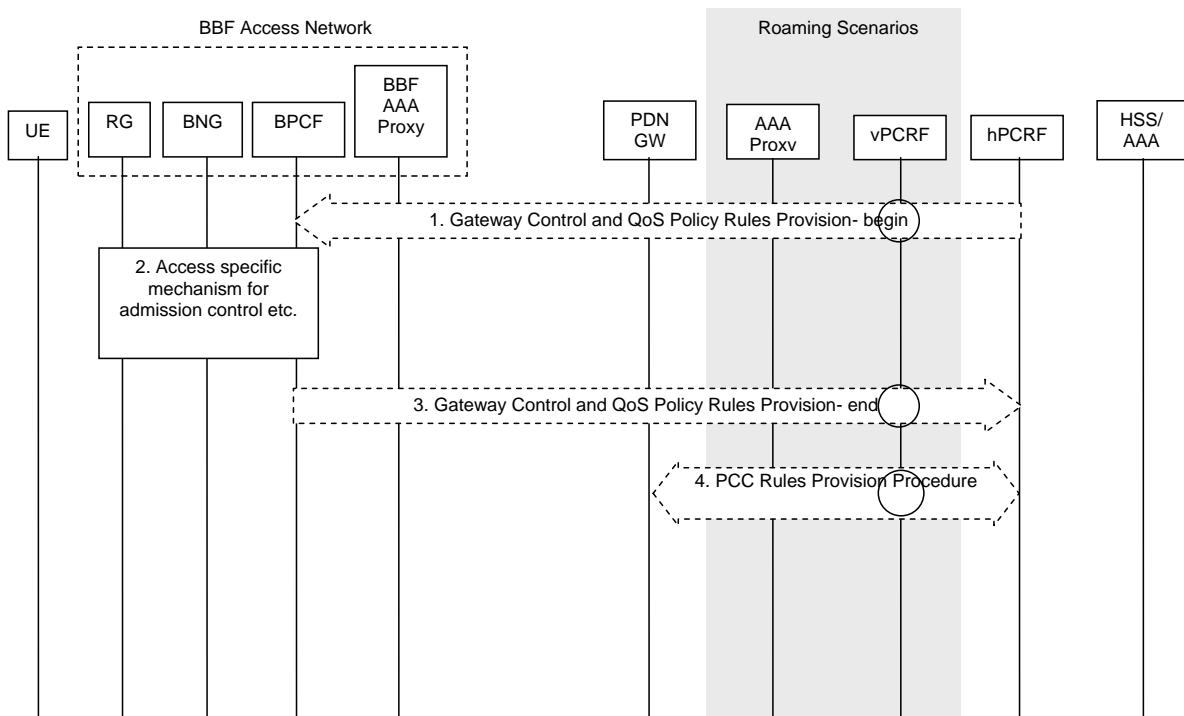 BBF Access Network
Roaming Scenarios
UE
RG
BNG
BPCF
BBF
AAA
Proxy
PDN
GW
AAA
Proxy
vPCRF
hPCRF
HSS/
AAA
1. Gateway Control and QoS Policy Rules Provision- begin
2. Access specific
mechanism for
admission control etc.
3. Gateway Control and QoS Policy Rules Provision- end
4. PCC Rules Provision Procedure